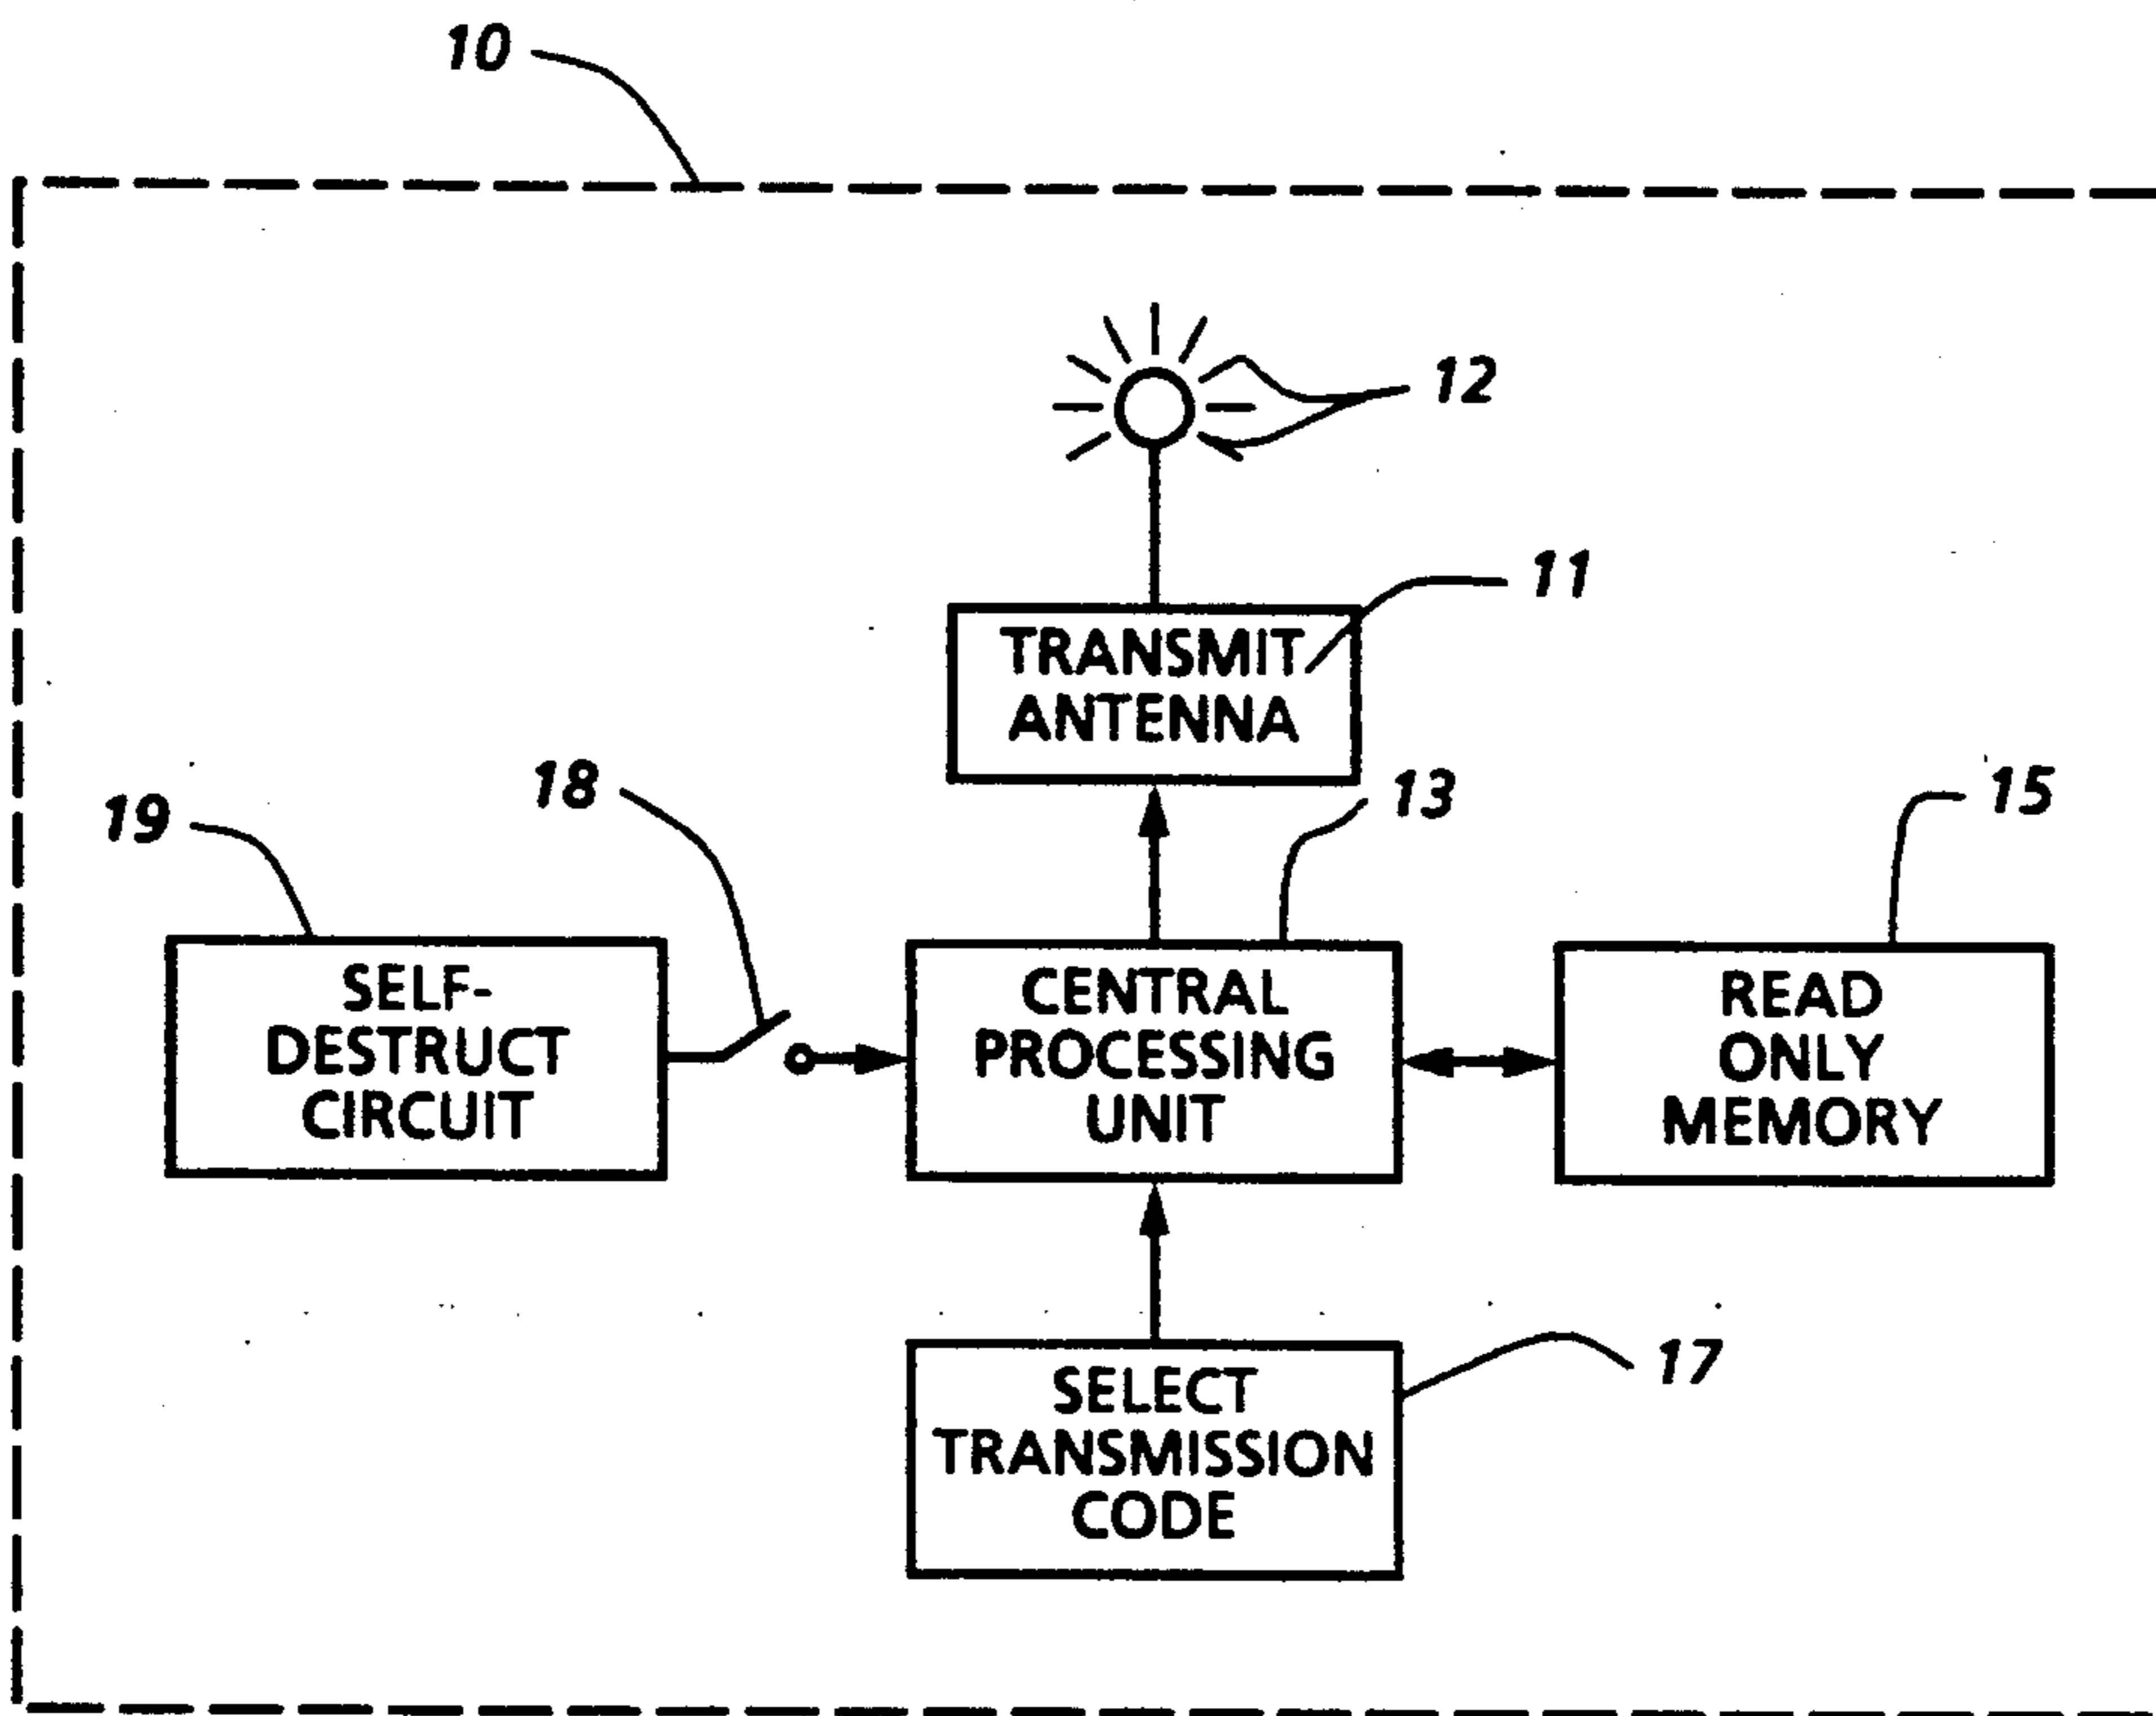 10
12
11
TRANSMIT
ANTENNA
18
13
15
19
SELF-
DESTRUCT
CIRCUIT
CENTRAL
PROCESSING
UNIT
READ
ONLY
MEMORY
17
SELECT
TRANSMISSION
CODE